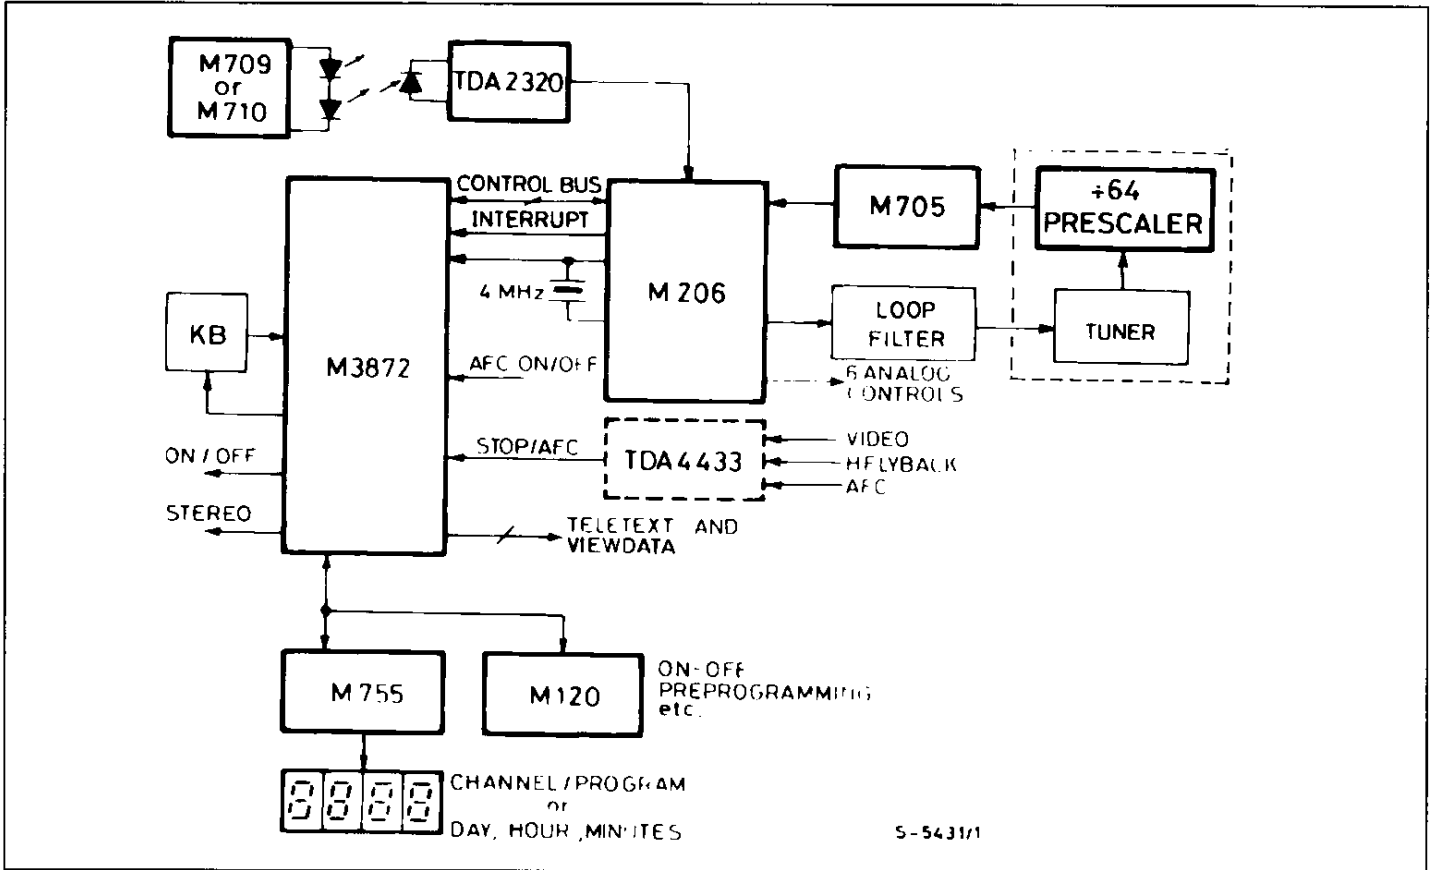 M709
or
M710
TDA2320
CONTROL BUS
INTERRUPT
4 MHz
M 206
M705
÷64
PRESCALER
LOOP
FILTER
TUNER
KB
M3872
AFC ON/OFF
6 ANALOG
CONTROLS
STOP/AFC
TDA4433
VIDEO
H FLYBACK
AFC
ON / OFF
STEREO
TELETEXT AND
VIEWDATA
M 755
M120
ON-OFF
PREPROGRAMMING
etc.
8888
CHANNEL/PROGRAM
or
DAY, HOUR, MINUTES
S-5431/1